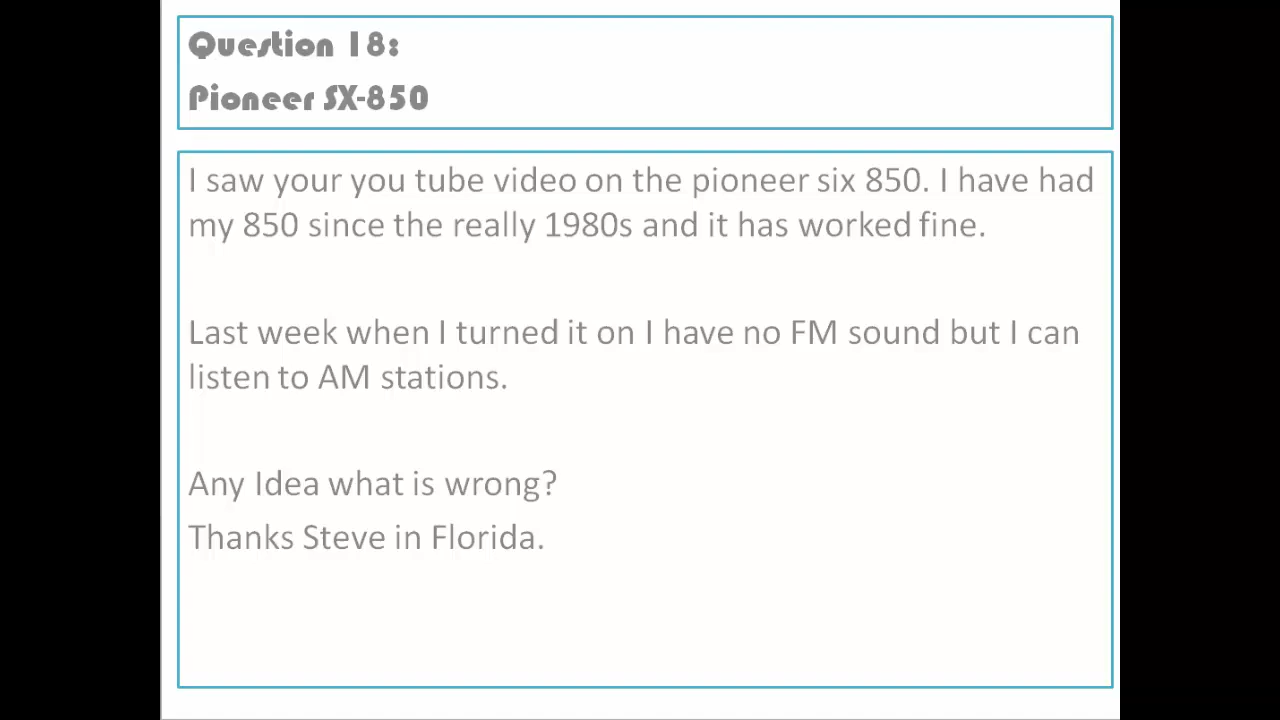 Question 18:
Pioneer SX-850
I saw your you tube video on the pioneer six 850. I have had
my 850 since the really 1980s and it has worked fine.
Last week when I turned it on I have no FM sound but I can
listen to AM stations.
Any Idea what is wrong?
Thanks Steve in Florida.